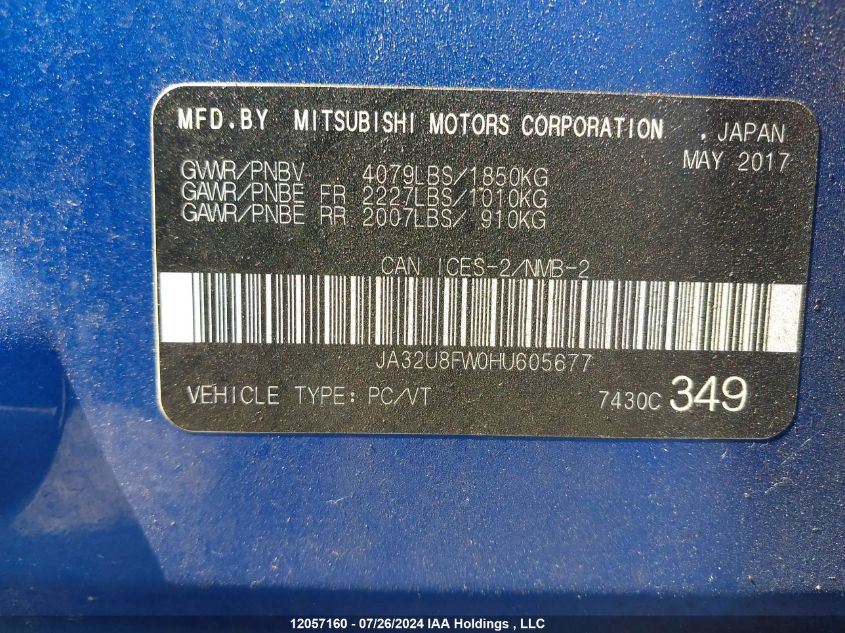 MFD.BY MITSUBISHI MOTORS CORPORATION , JAPAN
MAY 2017
GVWR/PNBV 4079LBS/1850KG
GAWR/PNBE FR 2227LBS/1010KG
GAWR/PNBE RR 2007LBS/ 910KG
CAN ICES-2/NMB-2
JA32U8FW0HU605677
VEHICLE TYPE: PC/VT 7430C 349
12057160 - 07/26/2024 IAA Holdings , LLC